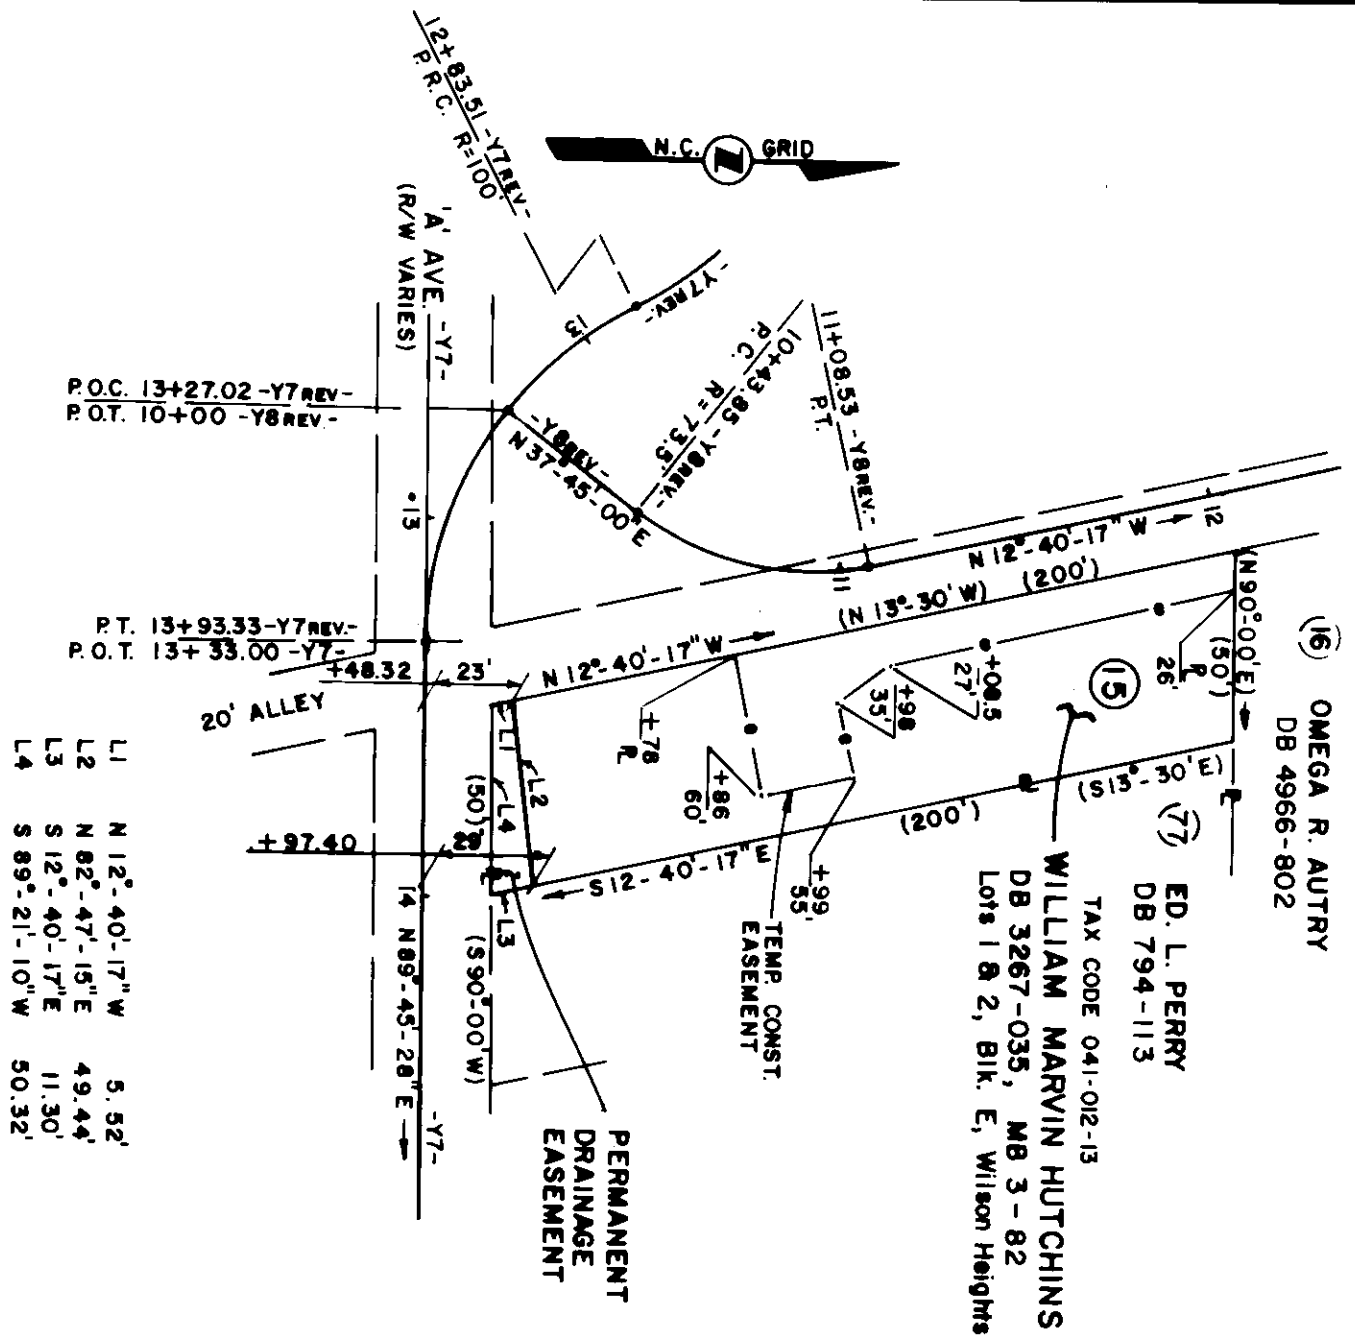 12+83.51 -Y7REV-
P.R.C. R=100'
N.C. GRID
'A' AVE. -Y7-
(R/W VARIES)
-Y7REV.-
13
P.O.C. 13+27.02 -Y7REV-
P.O.T. 10+00 -Y8REV.-
-Y8REV.-
N 37°-45'-00" E
10+43.85 -Y8REV.-
P.C. R = 73.5'
11+08.53 -Y8REV.-
P.T.
13
11
12
N 12°-40'-17" W
(N 13°-30' W) (200')
(N 90°-00' E)
(50')
P.T. 13+93.33-Y7REV.-
P.O.T. 13+33.00 -Y7-
+48.32
23'
20' ALLEY
N 12°-40'-17" W
L1
L2
L4
(50')
L3
+97.40
29'
14
N 89°-45'-28" E
-Y7-
(S 90°-00' W)
+78
+86
60'
+98
35'
+08.5
27'
26'
15
+99
55'
S 12-40'-17" E
(200')
(S 13°-30' E)
TEMP. CONST.
EASEMENT
PERMANENT
DRAINAGE
EASEMENT
(16) OMEGA R. AUTRY
DB 4966-802
(77) ED. L. PERRY
DB 794-113
TAX CODE 041-012-13
WILLIAM MARVIN HUTCHINS
DB 3267-035, MB 3-82
Lots 1 & 2, Blk. E, Wilson Heights
L1 N 12°-40'-17" W 5.52'
L2 N 82°-47'-15" E 49.44'
L3 S 12°-40'-17" E 11.30'
L4 S 89°-21'-10" W 50.32'